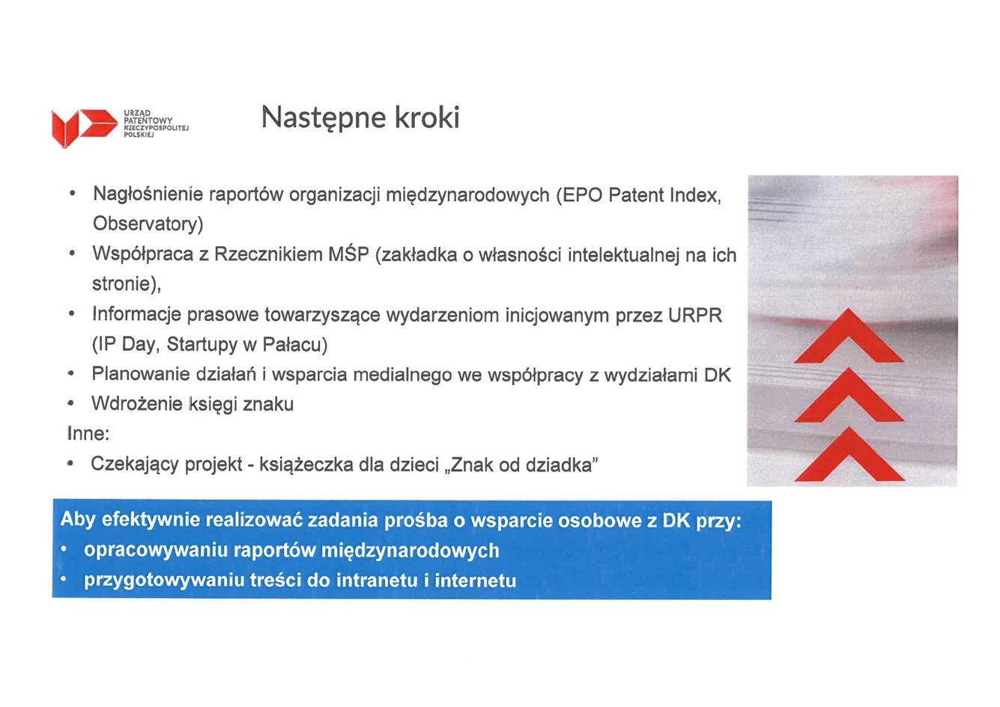 URZĄD
PATENTOWY
RZECZYPOSPOLITEJ
POLSKIEJ
Następne kroki
• Nagłośnienie raportów organizacji międzynarodowych (EPO Patent Index,
Observatory)
• Współpraca z Rzecznikiem MŚP (zakładka o własności intelektualnej na ich
stronie),
• Informacje prasowe towarzyszące wydarzeniom inicjowanym przez URPR
(IP Day, Startupy w Pałacu)
• Planowanie działań i wsparcia medialnego we współpracy z wydziałami DK
• Wdrożenie księgi znaku
Inne:
• Czekający projekt - książeczka dla dzieci „Znak od dziadka”
Aby efektywnie realizować zadania prośba o wsparcie osobowe z DK przy:
• opracowywaniu raportów międzynarodowych
• przygotowywaniu treści do intranetu i internetu